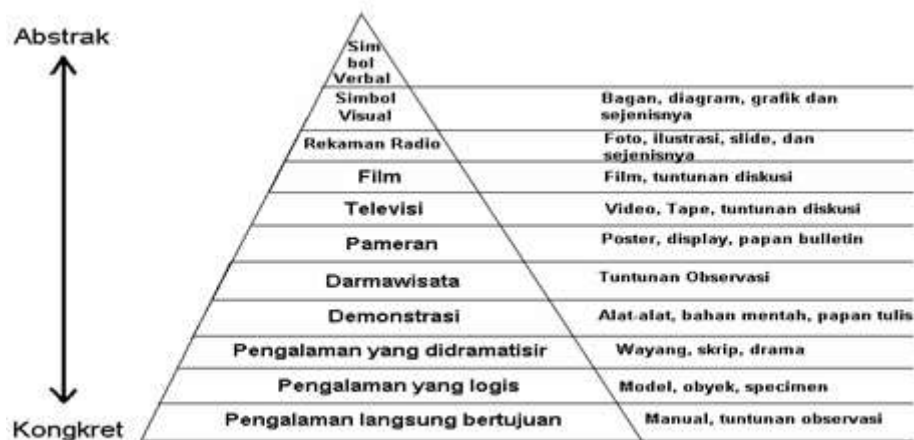 Abstrak
Sim
bol
Verbal
Simbol
Visual
Bagan, diagram, grafik dan
sejenisnya
Rekaman Radio
Foto, ilustrasi, slide, dan
sejenisnya
Film
Film, tuntunan diskusi
Televisi
Video, Tape, tuntunan diskusi
Pameran
Poster, display, papan bulletin
Darmawisata
Tuntunan Observasi
Demonstrasi
Alat-alat, bahan mentah, papan tulis
Pengalaman yang didramatisir
Wayang, skrip, drama
Pengalaman yang logis
Model, obyek, specimen
Kongkret
Pengalaman langsung bertujuan
Manual, tuntunan observasi